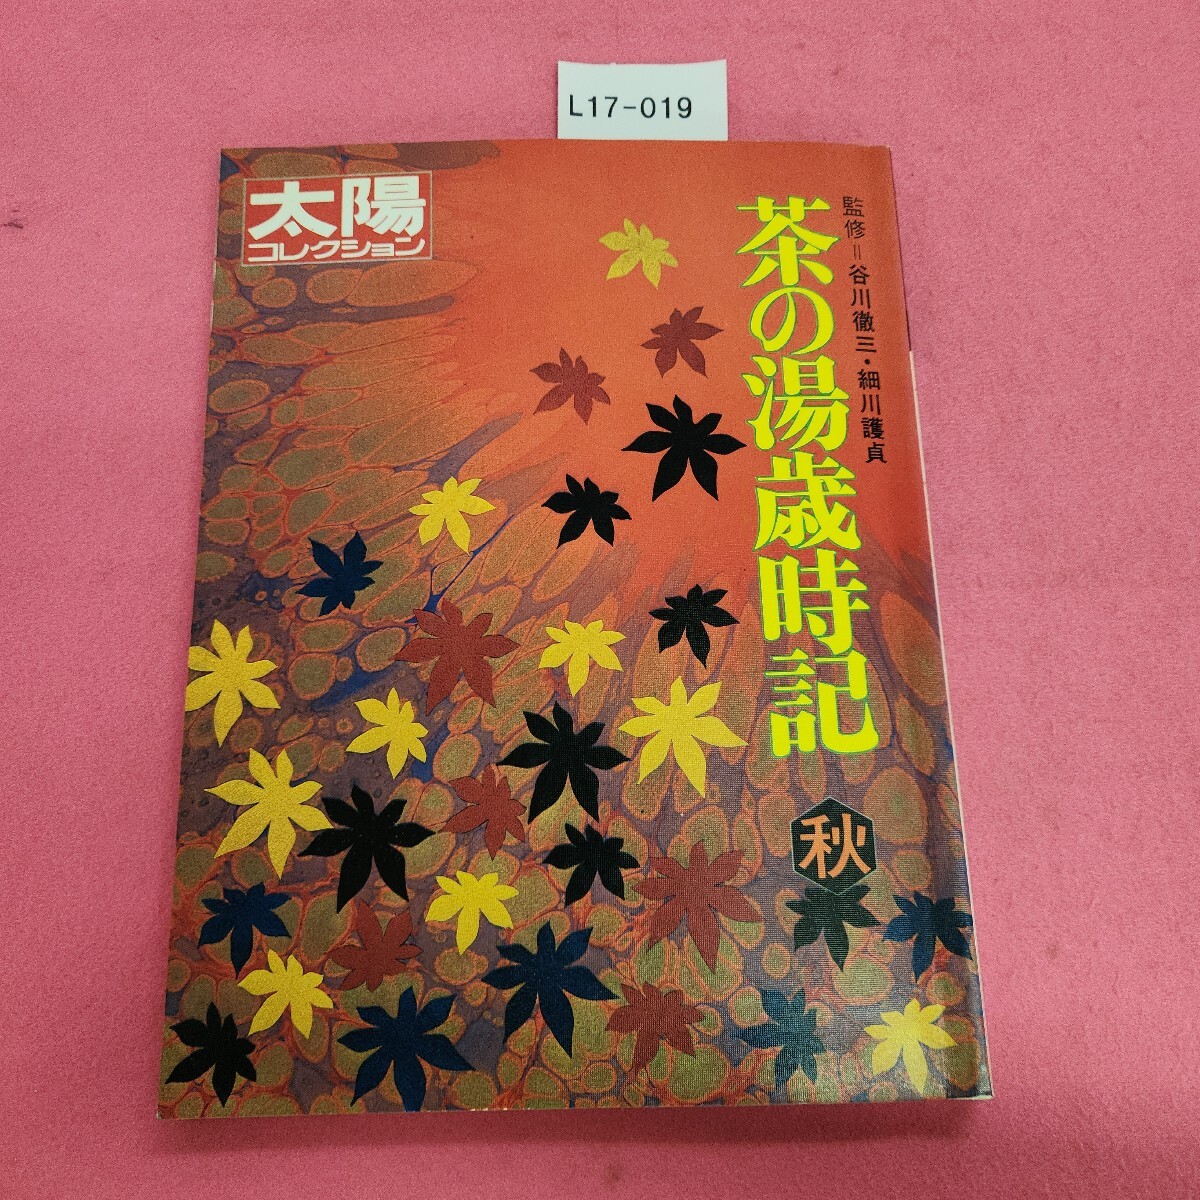 L17-019
太陽
コレクション
監修=谷川徹三・細川護貞
茶の湯歳時記
秋